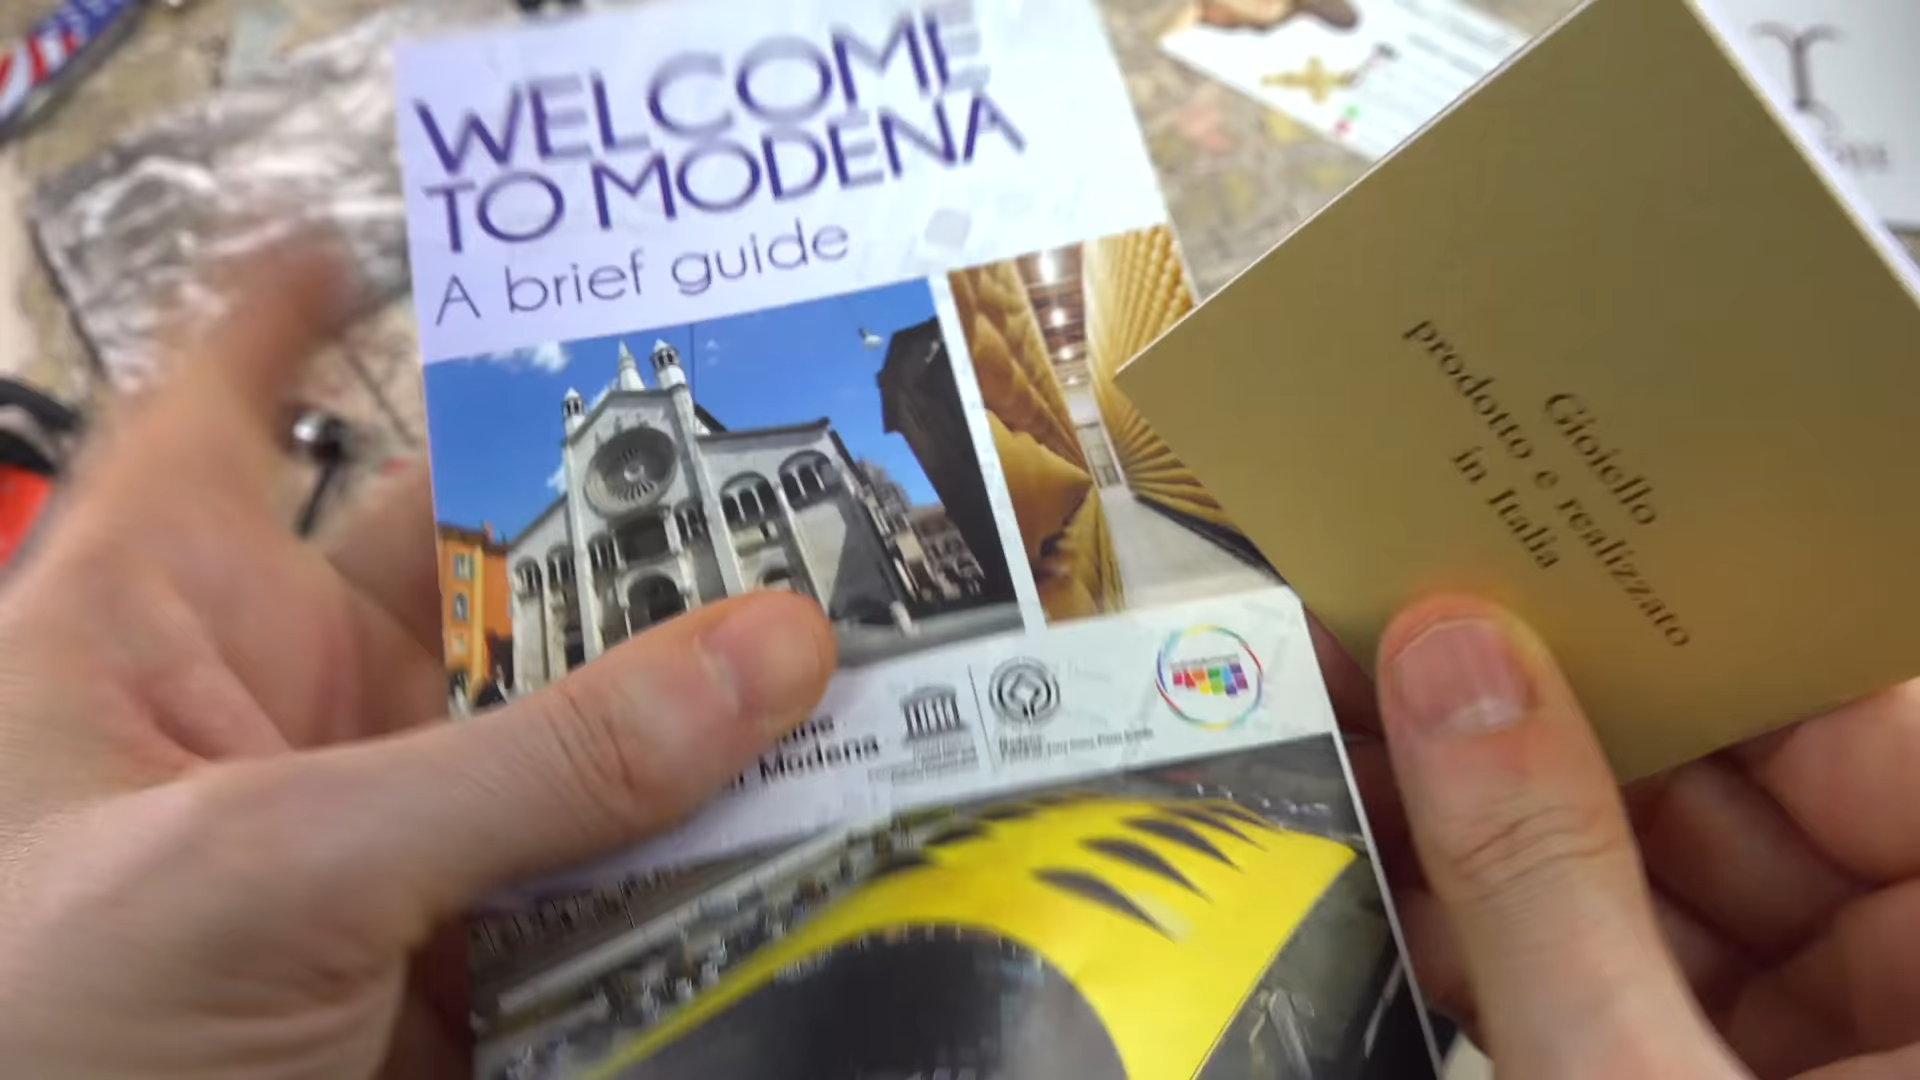 WELCOME
TO MODENA
A brief guide
Modena
Gioiello
prodotto e realizzato
in Italia